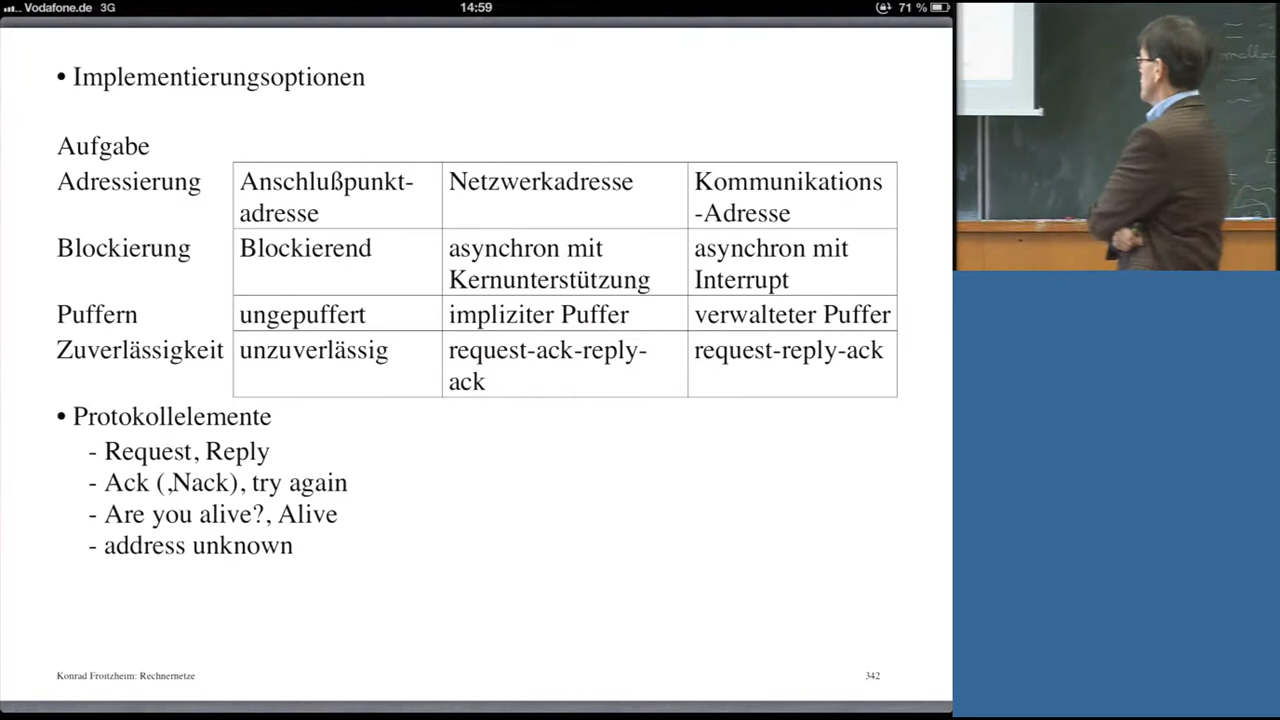 Vodafone.de 3G 14:59 71 %
• Implementierungsoptionen
Aufgabe
Adressierung Anschlußpunkt- Netzwerkadresse Kommunikations
adresse -Adresse
Blockierung Blockierend asynchron mit asynchron mit
Kernunterstützung Interrupt
Puffern ungepuffert impliziter Puffer verwalteter Puffer
Zuverlässigkeit unzuverlässig request-ack-reply- request-reply-ack
ack
• Protokollelemente
- Request, Reply
- Ack (,Nack), try again
- Are you alive?, Alive
- address unknown
Konrad Froitzheim: Rechnernetze 342